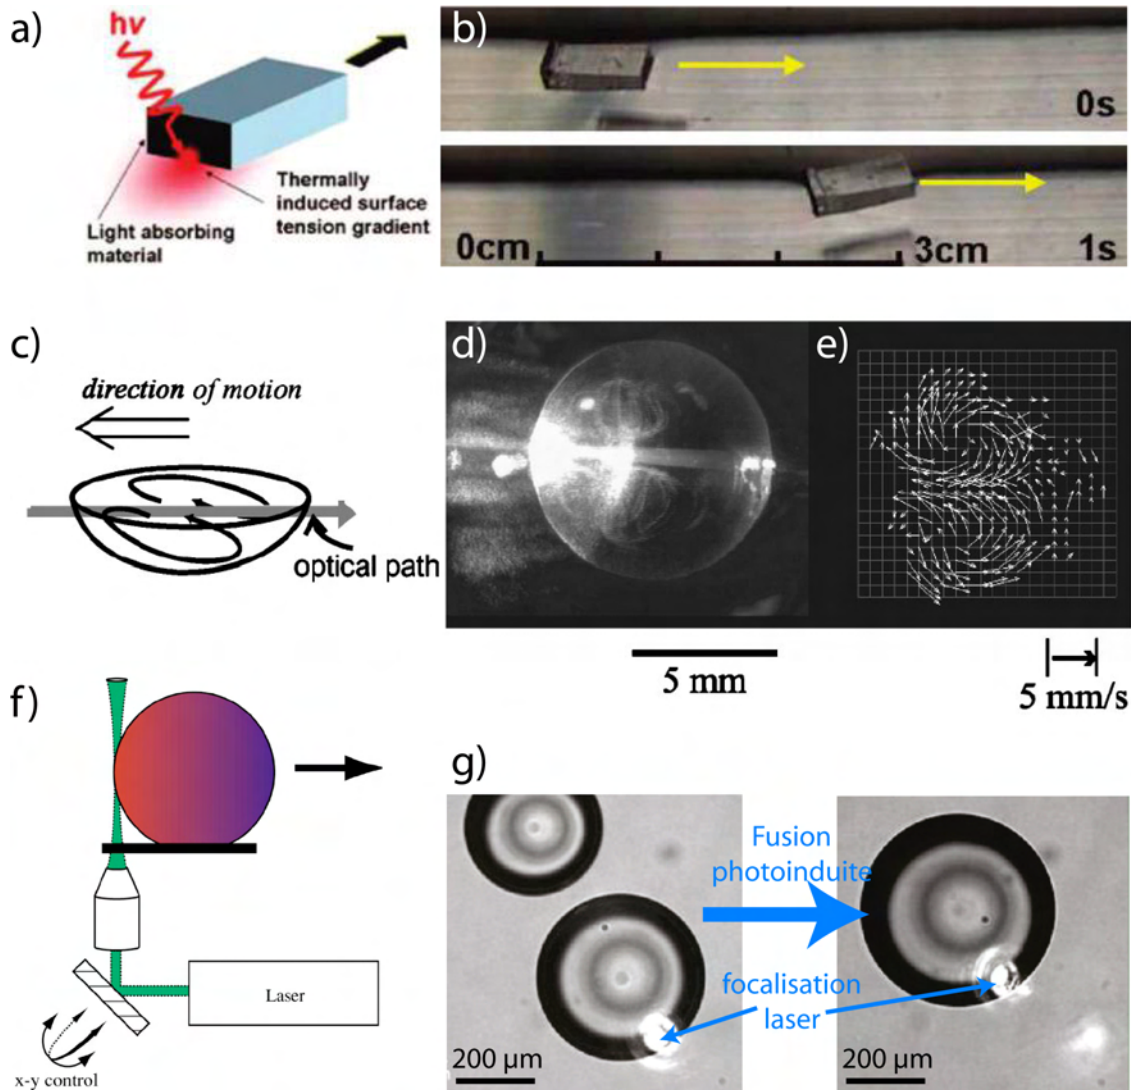 a)
hν
Light absorbing
material
Thermally
induced surface
tension gradient
b)
0s
0cm
3cm
1s
c)
direction of motion
optical path
d)
e)
5 mm
5 mm/s
f)
Laser
x-y control
g)
Fusion
photoinduite
focalisation
laser
200 µm
200 µm